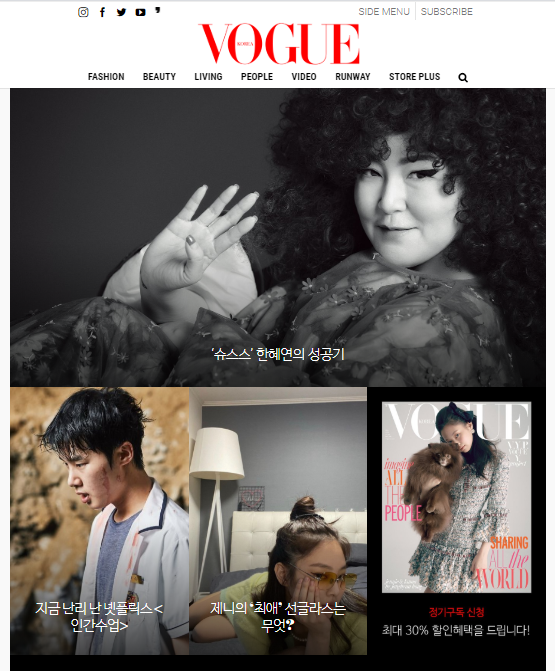 SIDE MENU
SUBSCRIBE
VOGUE
KOREA
FASHION BEAUTY LIVING PEOPLE VIDEO RUNWAY STORE PLUS
‘슈스스’ 한혜연의 성공기
지금 난리 난 넷플릭스 <
인간수업>
제니의 ‘최애’ 선글라스는
무엇?
VOGUE
imagine
ALL
THE
PEOPLE
SHARING
ALL the
WORLD
정기구독 신청
최대 30% 할인혜택을 드립니다!